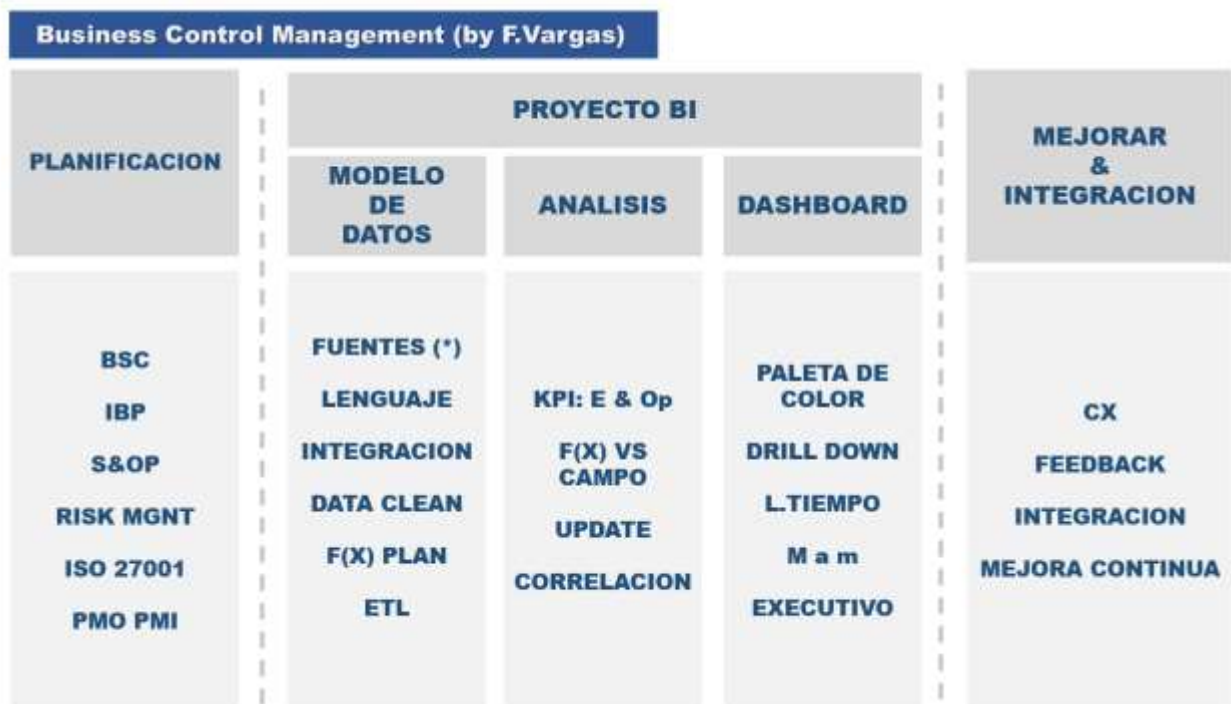 Business Control Management (by F.Vargas)
PLANIFICACION
BSC
IBP
S&OP
RISK MGNT
ISO 27001
PMO PMI
PROYECTO BI
MODELO
DE
DATOS
FUENTES (*)
LENGUAJE
INTEGRACION
DATA CLEAN
F(X) PLAN
ETL
ANALISIS
KPI: E & Op
F(X) VS
CAMPO
UPDATE
CORRELACION
DASHBOARD
PALETA DE
COLOR
DRILL DOWN
L.TIEMPO
M a m
EXECUTIVO
MEJORAR
&
INTEGRACION
CX
FEEDBACK
INTEGRACION
MEJORA CONTINUA